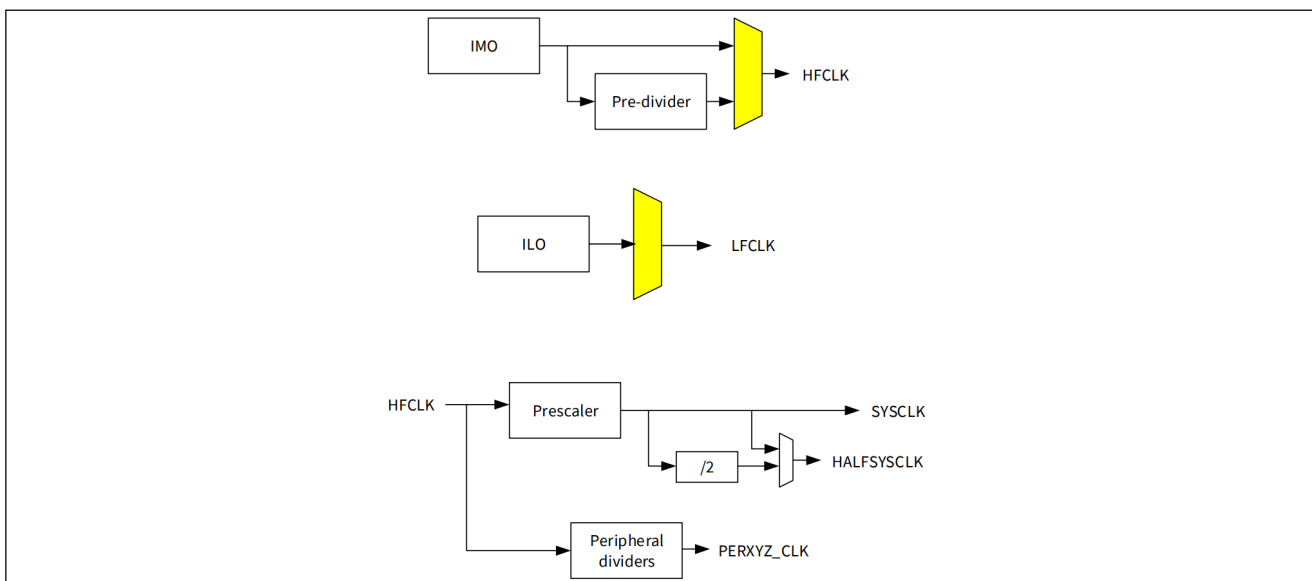 IMO
HFCLK
Pre-divider
ILO
LFCLK
HFCLK
Prescaler
SYSCLK
/2
HALFSYSCLK
Peripheral
dividers
PERXYZ_CLK